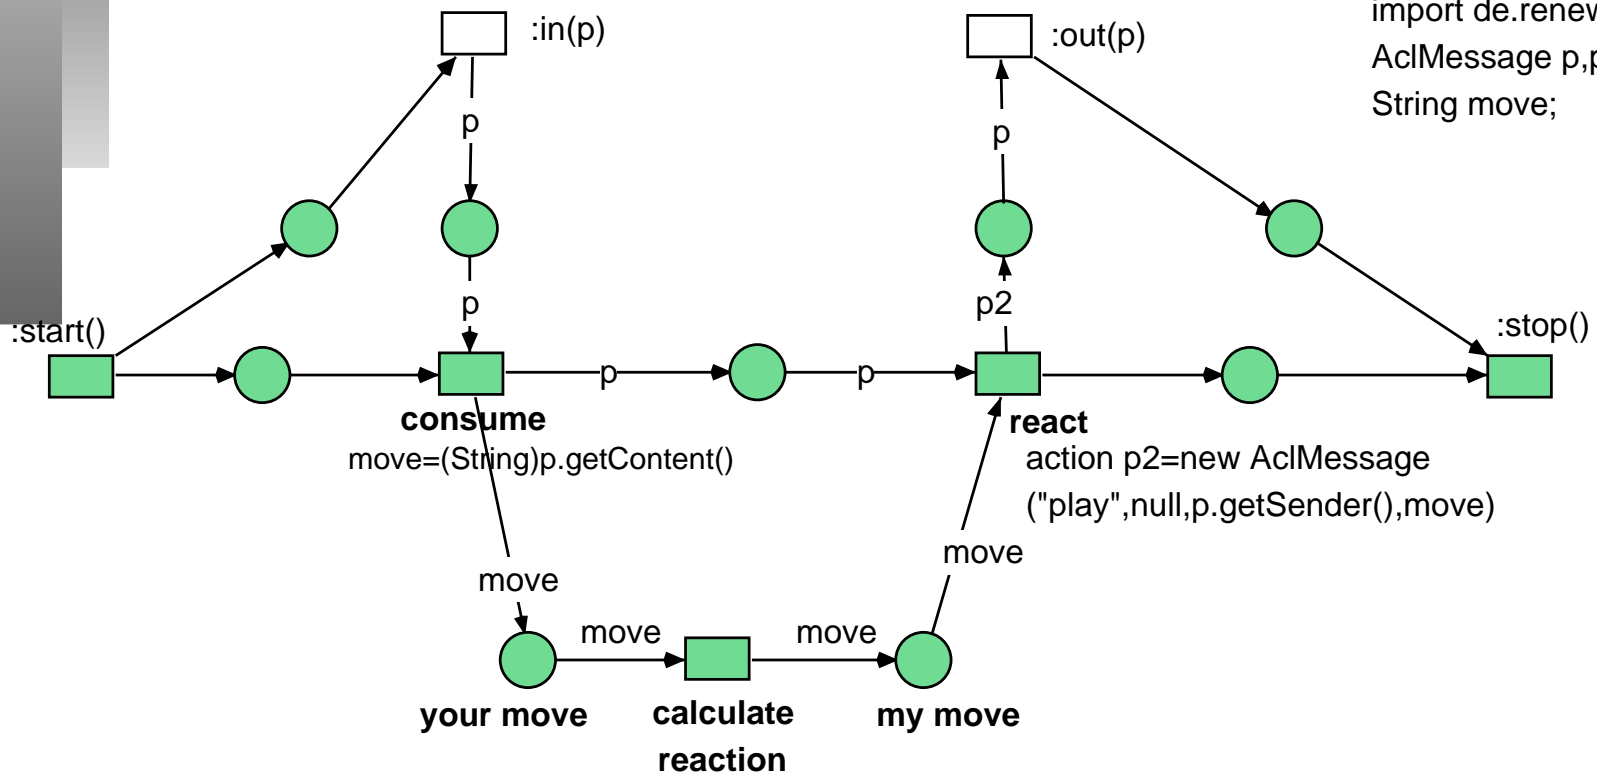 :in(p)
:out(p)
import de.renew
AclMessage p,p
String move;
p
p
p
p2
:start()
:stop()
p
p
consume
react
move=(String)p.getContent()
action p2=new AclMessage
("play",null,p.getSender(),move)
move
move
move
move
your move
calculate
reaction
my move